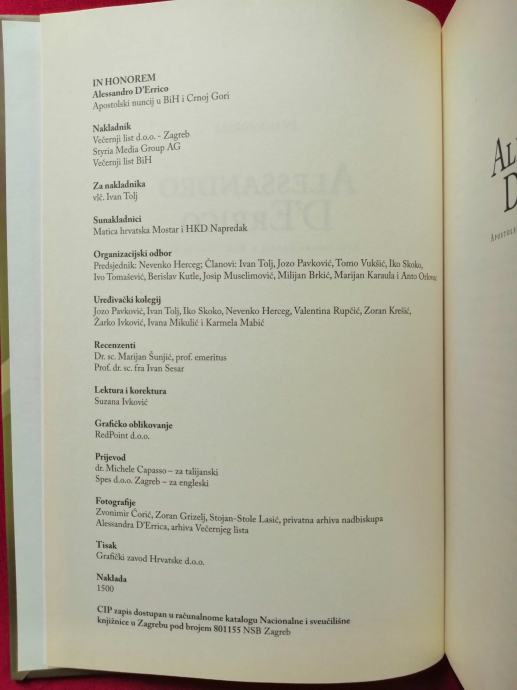 IN HONOREM
Alessandro D'Errico
Apostolski nuncij u BiH i Crnoj Gori
Nakladnik
Večernji list d.o.o. - Zagreb
Styria Media Group AG
Večernji list BiH
Za nakladnika
vlč. Ivan Tolj
Sunakladnici
Matica hrvatska Mostar i HKD Napredak
Organizacijski odbor
Predsjednik: Nevenko Herceg; Članovi: Ivan Tolj, Jozo Pavković, Tomo Vukšić, Iko Skoko,
Ivo Tomašević, Berislav Kutle, Josip Muselimović, Milijan Brkić, Marijan Karaula i Anto Orlovac
Uređivački kolegij
Jozo Pavković, Ivan Tolj, Iko Skoko, Nevenko Herceg, Valentina Rupčić, Zoran Krešić,
Žarko Ivković, Ivana Mikulić i Karmela Mabić
Recenzenti
Dr. sc. Marijan Šunjić, prof. emeritus
Prof. dr. sc. fra Ivan Sesar
Lektura i korektura
Suzana Ivković
Grafičko oblikovanje
RedPoint d.o.o.
Prijevod
dr. Michele Capasso – za talijanski
Spes d.o.o. Zagreb – za engleski
Fotografije
Zvonimir Čorić, Zoran Grizelj, Stojan-Stole Lasić, privatna arhiva nadbiskupa
Alessandra D'Errica, arhiva Večernjeg lista
Tisak
Grafički zavod Hrvatske d.o.o.
Naklada
1500
CIP zapis dostupan u računalnome katalogu Nacionalne i sveučilišne
knjižnice u Zagrebu pod brojem 801155 NSB Zagreb